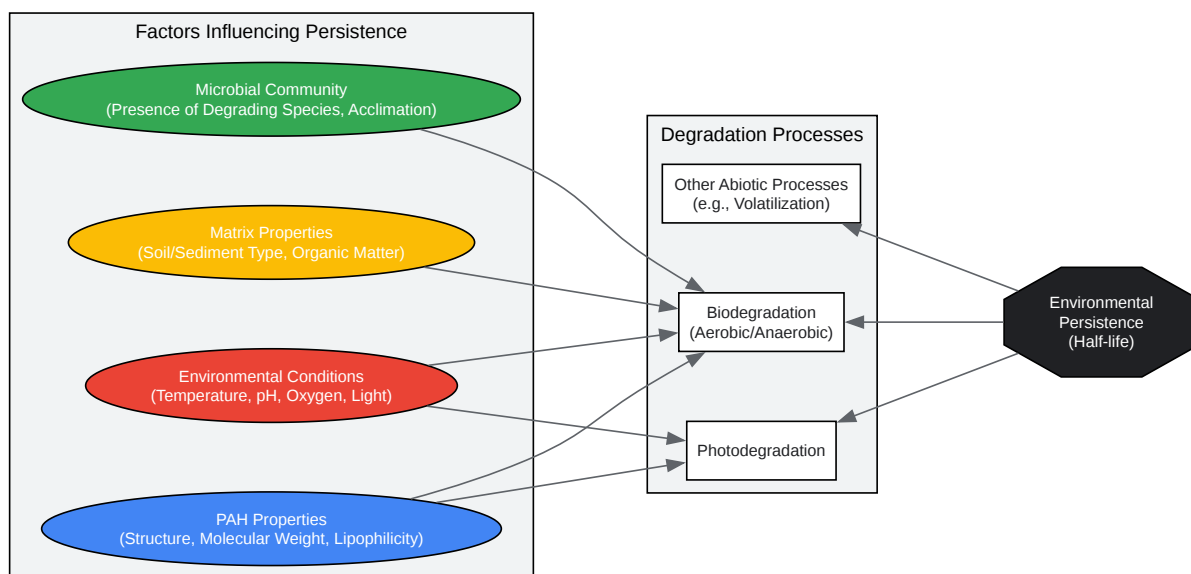 Factors Influencing Persistence
Microbial Community
(Presence of Degrading Species, Acclimation)
Matrix Properties
(Soil/Sediment Type, Organic Matter)
Environmental Conditions
(Temperature, pH, Oxygen, Light)
PAH Properties
(Structure, Molecular Weight, Lipophilicity)
Degradation Processes
Other Abiotic Processes
(e.g., Volatilization)
Biodegradation
(Aerobic/Anaerobic)
Photodegradation
Environmental
Persistence
(Half-life)